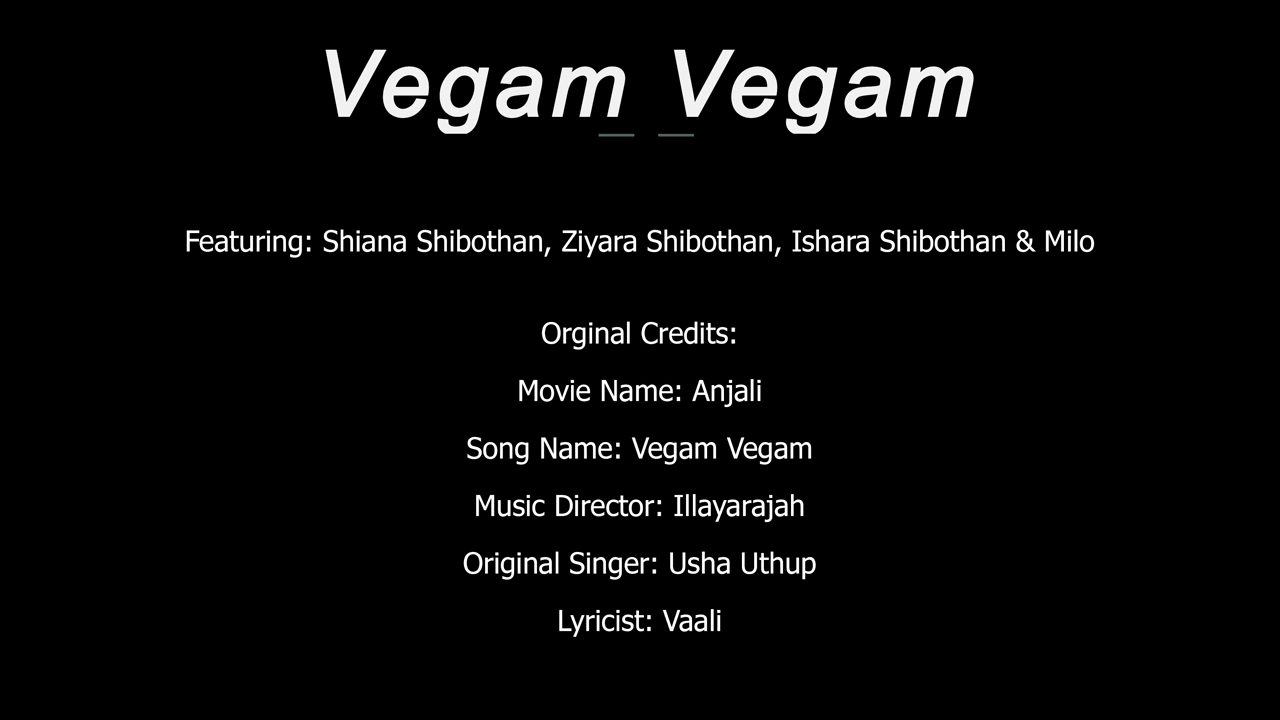 Vegam Vegam
Featuring: Shiana Shibothan, Ziyara Shibothan, Ishara Shibothan & Milo
Orginal Credits:
Movie Name: Anjali
Song Name: Vegam Vegam
Music Director: Illayarajah
Original Singer: Usha Uthup
Lyricist: Vaali